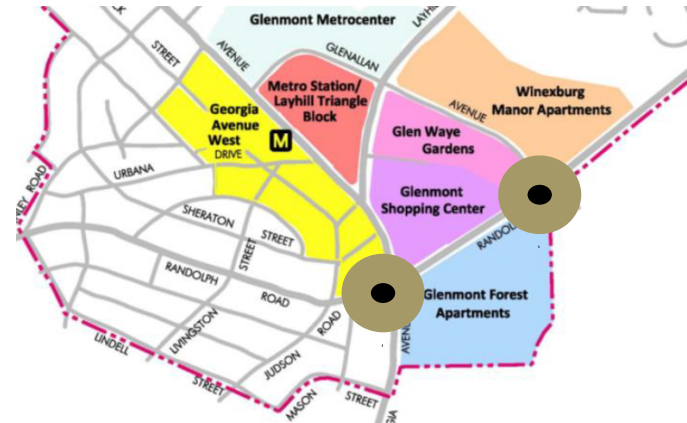 Glenmont Metrocenter
LAYHILL
STREET
AVENUE
GLENALLAN
Metro Station/
Layhill Triangle
Block
Winexburg
Manor Apartments
AVENUE
Georgia
Avenue
West
M
DRIVE
Glen Waye
Gardens
URBANA
ROAD
Glenmont
Shopping Center
SHERATON
STREET
STREET
RANDOLPH
ROAD
Glenmont Forest
Apartments
ROAD
AVENUE
LIVINGSTON
LINDELL
STREET
JUDSON
MASON
STREET